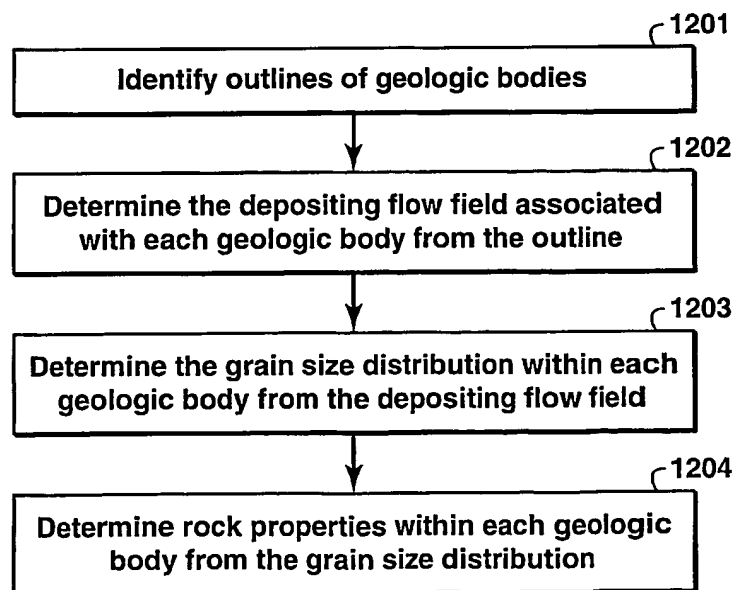 1201
Identify outlines of geologic bodies
1202
Determine the depositing flow field associated
with each geologic body from the outline
1203
Determine the grain size distribution within each
geologic body from the depositing flow field
1204
Determine rock properties within each geologic
body from the grain size distribution